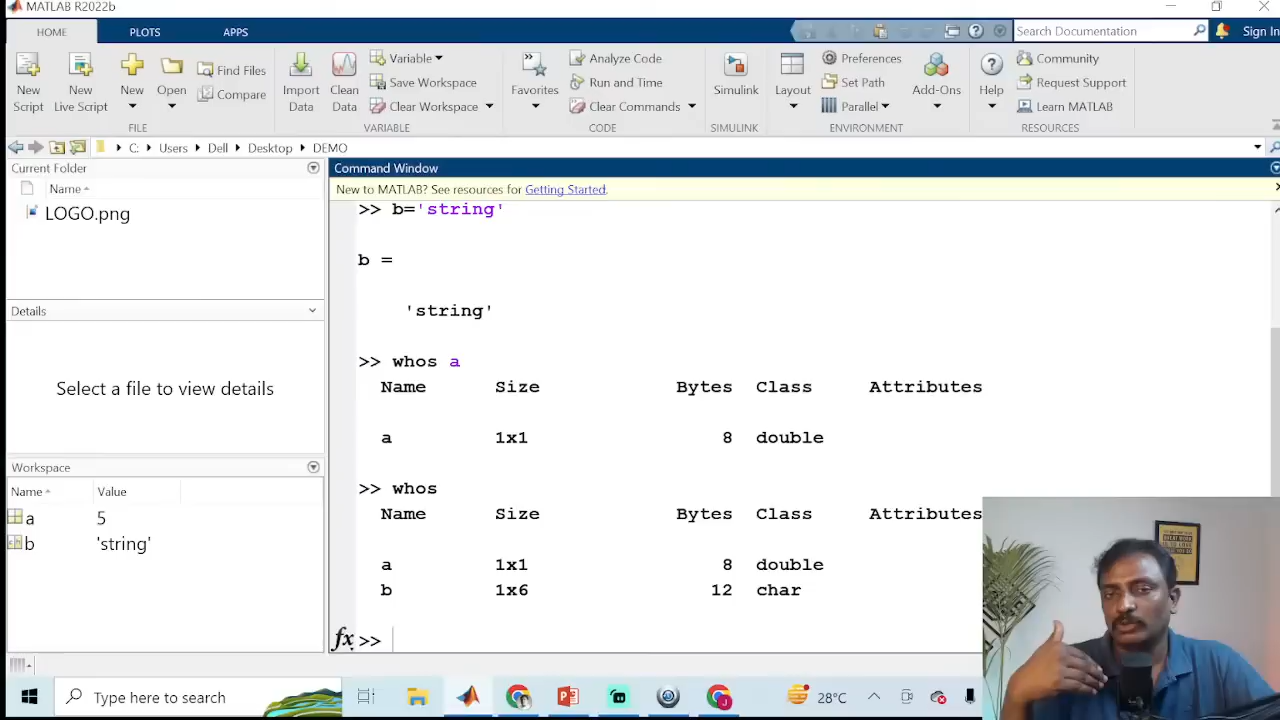 MATLAB R2022b
HOME PLOTS APPS Search Documentation Sign In
New Script
New Live Script
New
Open
Find Files
Compare
FILE
Import Data
Clean Data
Variable
Save Workspace
Clear Workspace
VARIABLE
Favorites
Analyze Code
Run and Time
Clear Commands
CODE
Simulink
SIMULINK
Layout
Preferences
Set Path
Parallel
ENVIRONMENT
Add-Ons
Help
Community
Request Support
Learn MATLAB
RESOURCES
C: Users Dell Desktop DEMO
Current Folder
Name
LOGO.png
Details
Select a file to view details
Workspace
Name Value
a 5
b 'string'
Command Window
New to MATLAB? See resources for Getting Started.
>> b='string'
b =
'string'
>> whos a
Name Size Bytes Class Attributes
a 1x1 8 double
>> whos
Name Size Bytes Class Attributes
a 1x1 8 double
b 1x6 12 char
fx >>
Type here to search
28°C